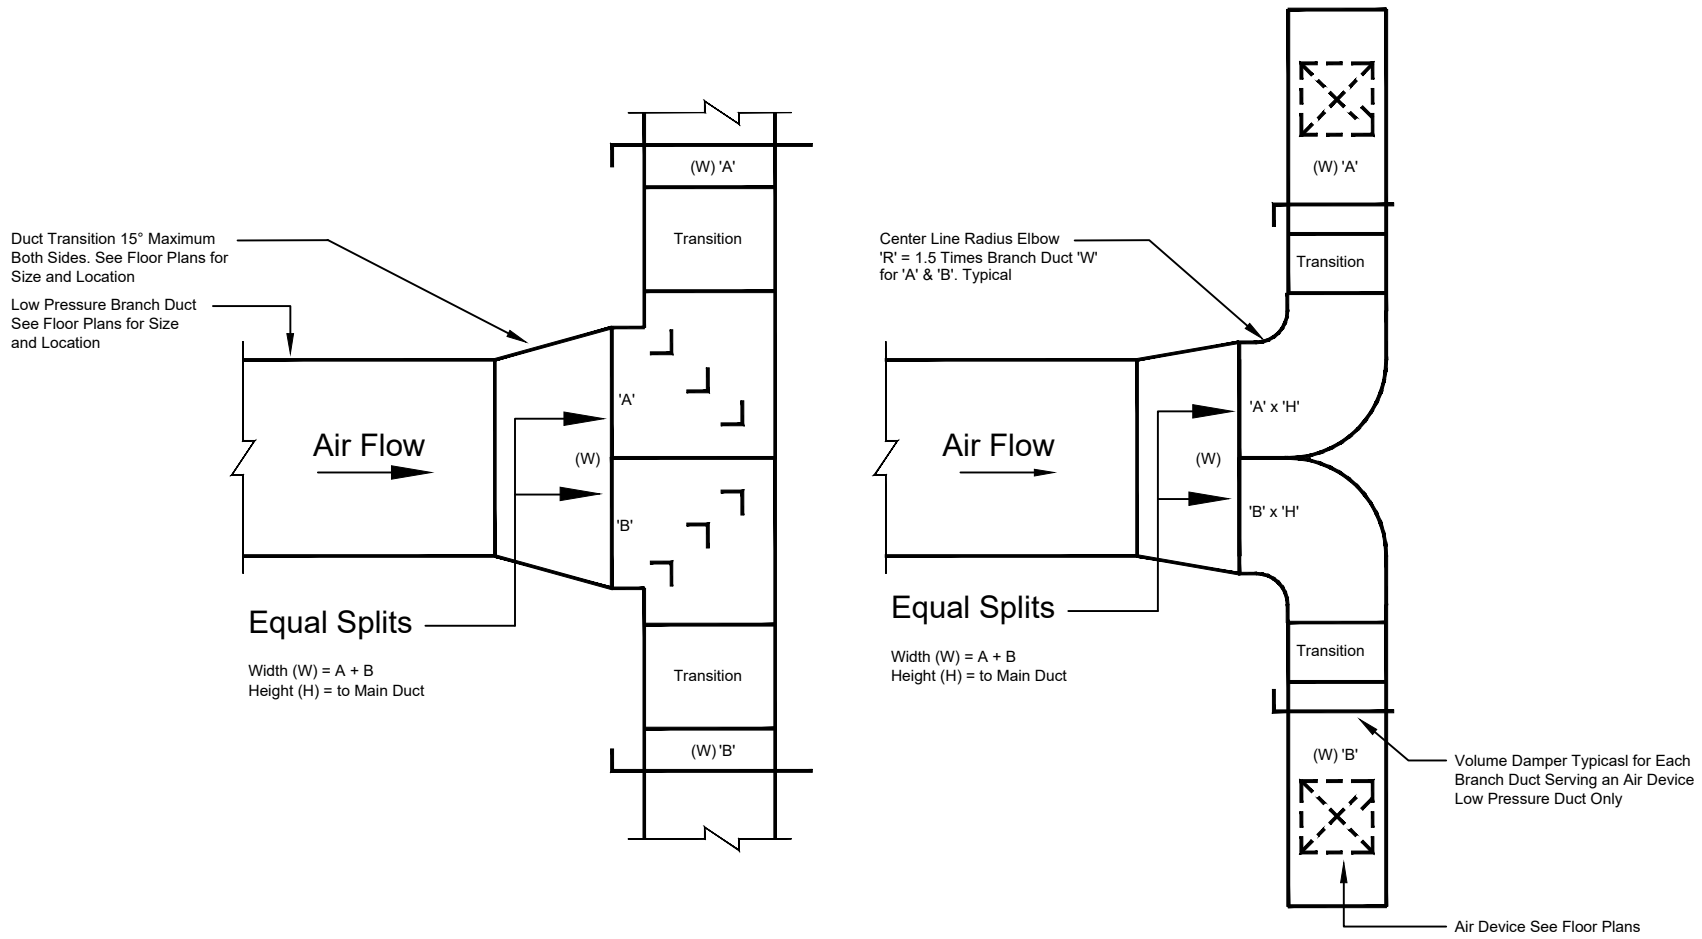 (W) 'A'
Transition
Duct Transition 15° Maximum
Both Sides. See Floor Plans for
Size and Location
Low Pressure Branch Duct
See Floor Plans for Size
and Location
'A'
Air Flow
(W)
'B'
Equal Splits
Width (W) = A + B
Height (H) = to Main Duct
Transition
(W) 'B'
(W) 'A'
Center Line Radius Elbow
'R' = 1.5 Times Branch Duct 'W'
for 'A' & 'B'. Typical
Transition
'A' x 'H'
Air Flow
(W)
'B' x 'H'
Equal Splits
Width (W) = A + B
Height (H) = to Main Duct
Transition
(W) 'B'
Volume Damper Typicasl for Each
Branch Duct Serving an Air Device
Low Pressure Duct Only
Air Device See Floor Plans